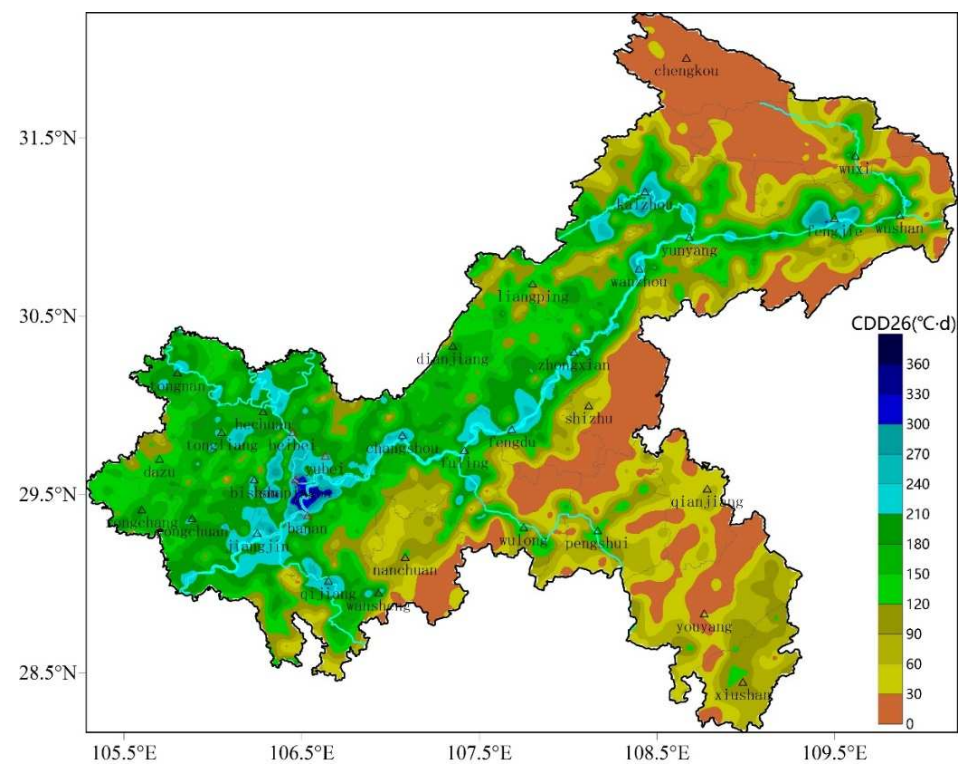 chengkou
31.5°N
wuxi
kaizhou
fengjie
wushan
yunyang
wanzhou
liangping
30.5°N
CDD26(°C·d)
dianjiang
zhongxian
360
330
300
270
240
210
180
150
120
90
60
30
0
tongnan
shizhu
hechuan
tongliang
beibei
changshou
fengdu
yubei
fuling
dazu
qianjiang
29.5°N
bishan
rongchang
yongchuan
banan
jiangjin
wulong
pengshui
nanchuan
qijiang
wansheng
youyang
28.5°N
xiushan
105.5°E
106.5°E
107.5°E
108.5°E
109.5°E